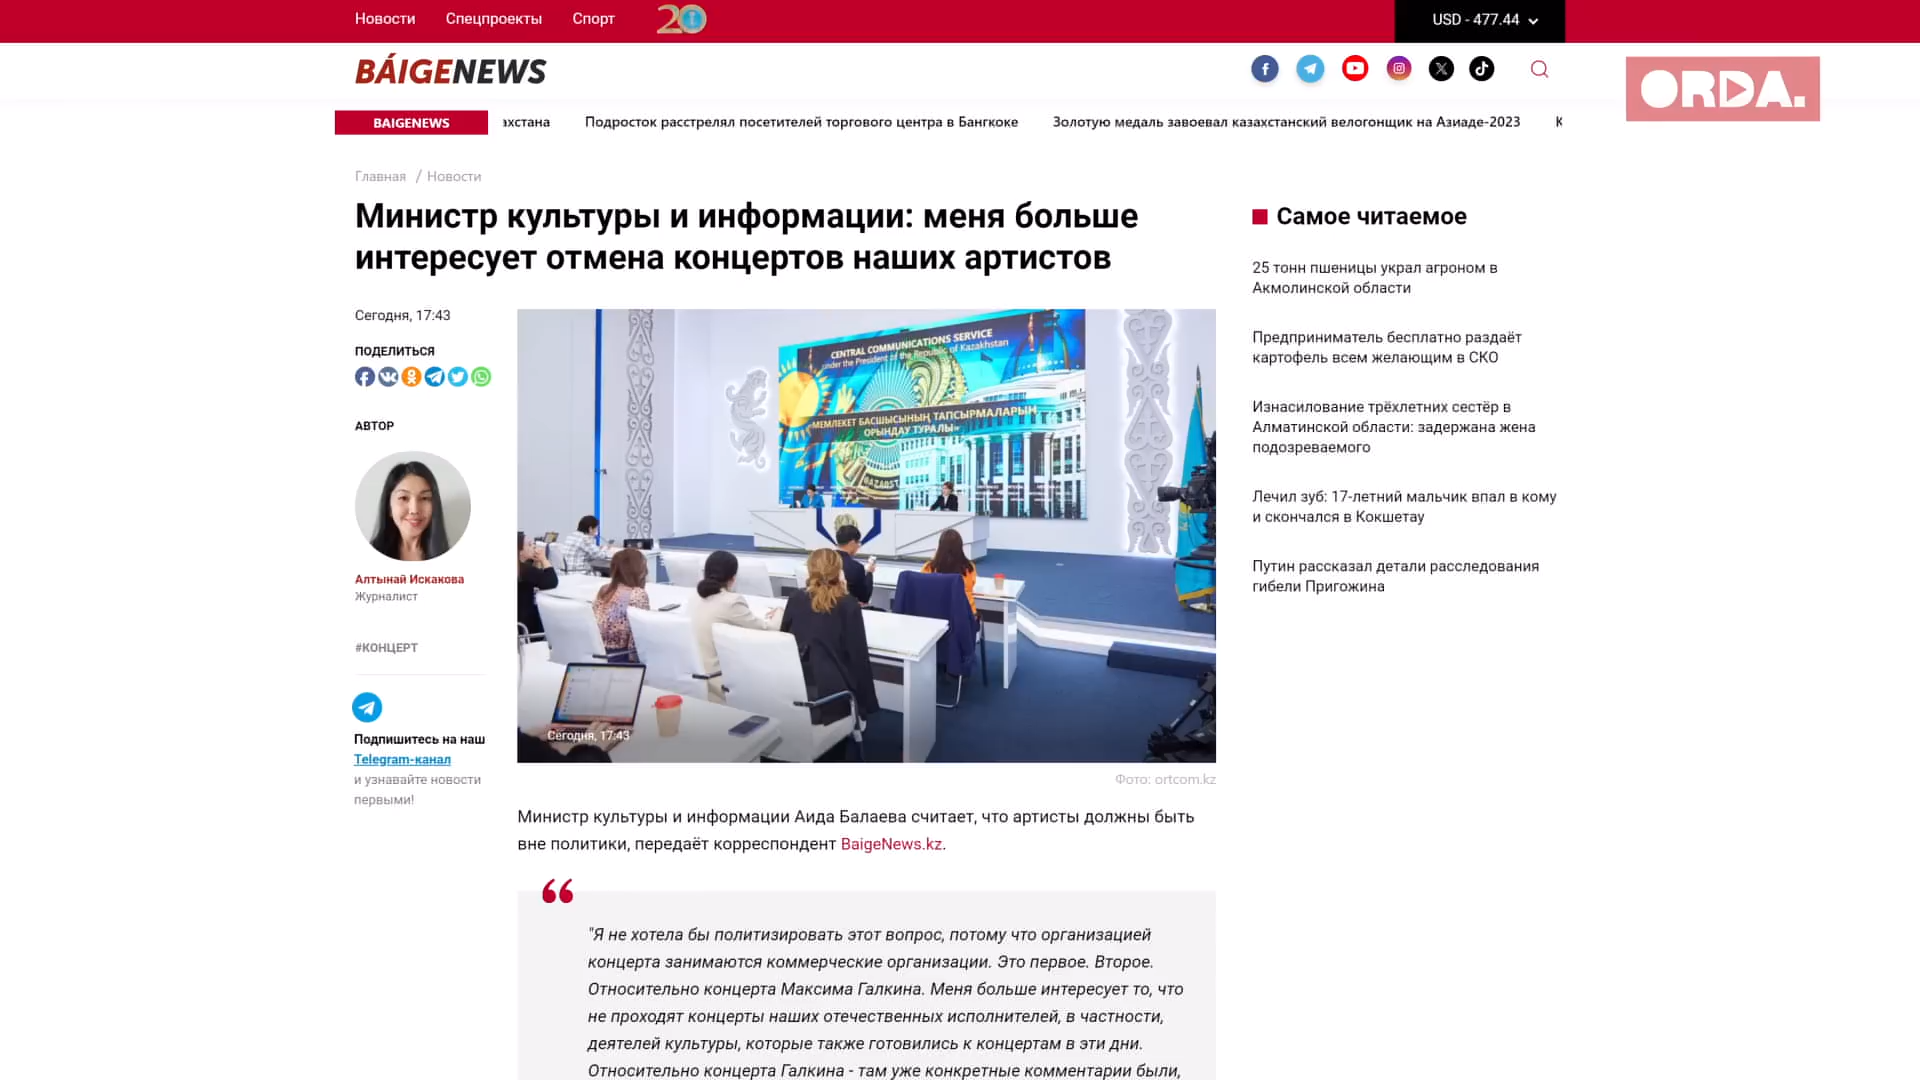 Новости
Спецпроекты
Спорт
20
USD - 477.44
BÁIGENEWS
ORDA.
BAIGENEWS
ахстана
Подросток расстрелял посетителей торгового центра в Бангкоке
Золотую медаль завоевал казахстанский велогонщик на Азиаде-2023
К
Главная / Новости
Министр культуры и информации: меня больше
интересует отмена концертов наших артистов
Сегодня, 17:43
ПОДЕЛИТЬСЯ
АВТОР
Алтынай Искакова
Журналист
#КОНЦЕРТ
Подпишитесь на наш
Telegram-канал
и узнавайте новости
первыми!
CENTRAL COMMUNICATIONS SERVICE
under the President of the Republic of Kazakhstan
«МЕМЛЕКЕТ БАСШЫСЫНЫҢ ТАПСЫРМАЛАРЫН
ОРЫНДАУ ТУРАЛЫ»
Сегодня, 17:43
Фото: ortcom.kz
Министр культуры и информации Аида Балаева считает, что артисты должны быть
вне политики, передаёт корреспондент BaigeNews.kz.
"Я не хотела бы политизировать этот вопрос, потому что организацией
концерта занимаются коммерческие организации. Это первое. Второе.
Относительно концерта Максима Галкина. Меня больше интересует то, что
не проходят концерты наших отечественных исполнителей, в частности,
деятелей культуры, которые также готовились к концертам в эти дни.
Относительно концерта Галкина - там уже конкретные комментарии были,
Самое читаемое
25 тонн пшеницы украл агроном в
Акмолинской области
Предприниматель бесплатно раздаёт
картофель всем желающим в СКО
Изнасилование трёхлетних сестёр в
Алматинской области: задержана жена
подозреваемого
Лечил зуб: 17-летний мальчик впал в кому
и скончался в Кокшетау
Путин рассказал детали расследования
гибели Пригожина